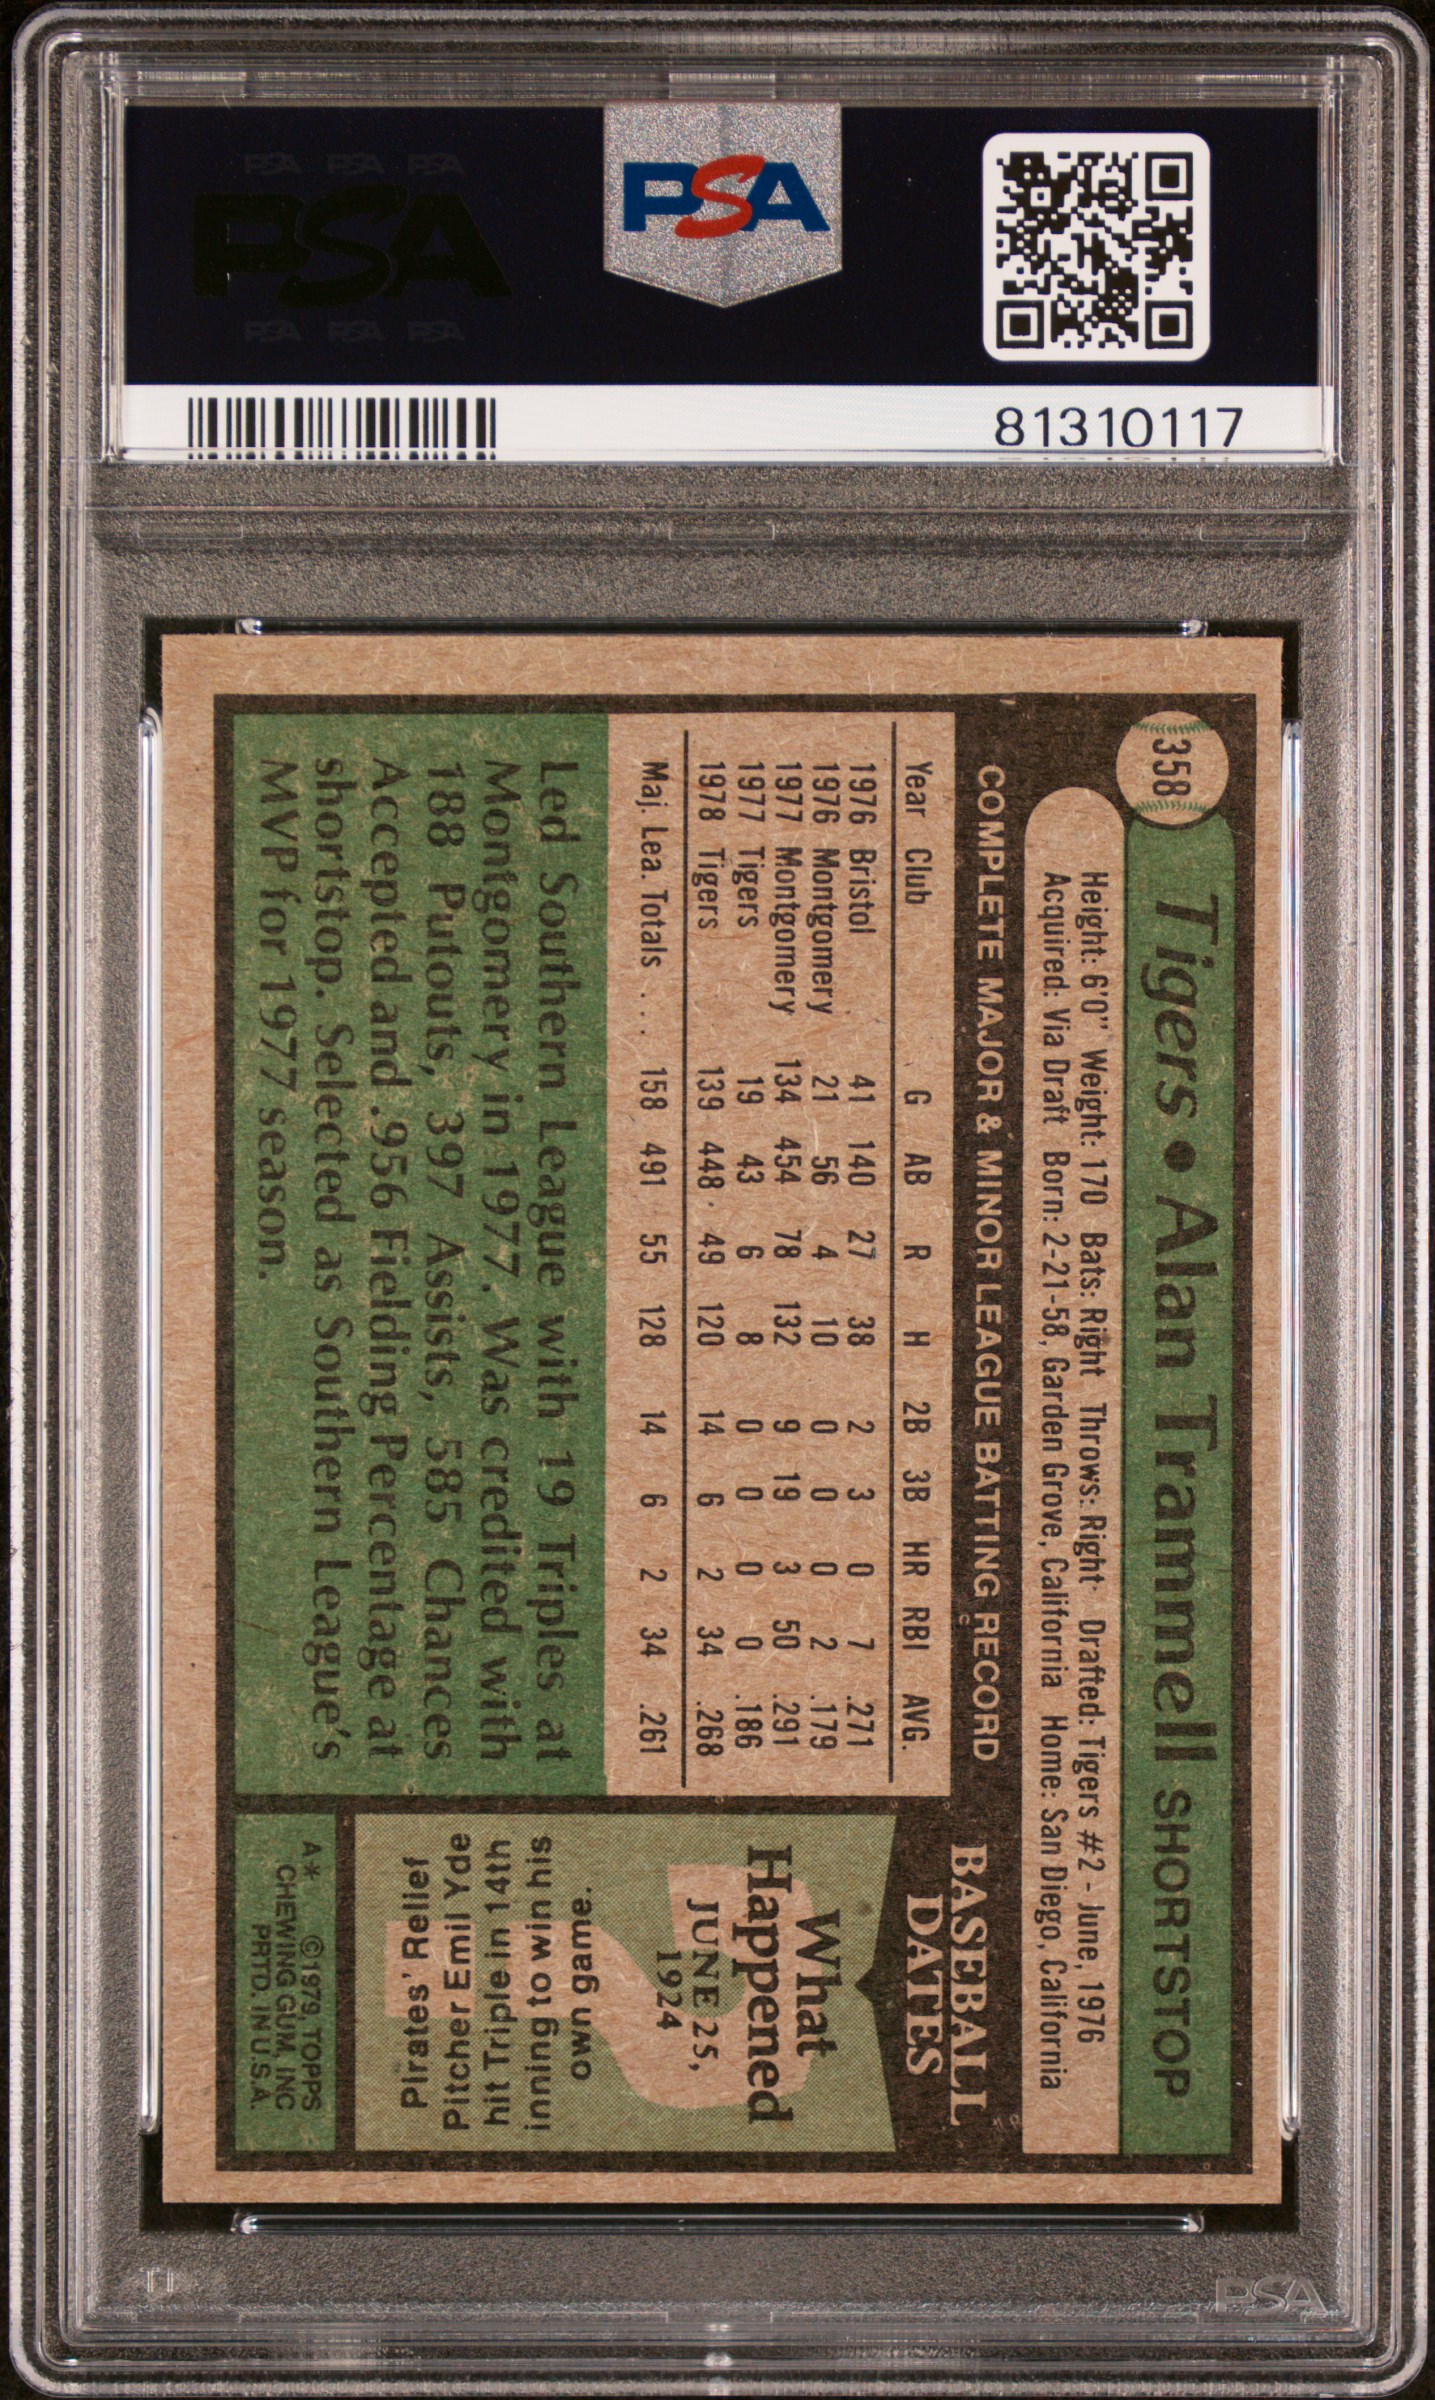 PSA PSA PSA
PSA
PSA PSA PSA
PSA
81310117
358
Tigers • Alan Trammell SHORTSTOP
Height: 6'0" Weight: 170 Bats: Right Throws: Right Drafted: Tigers #2 - June, 1976
Acquired: Via Draft Born: 2-21-58, Garden Grove, California Home: San Diego, California
COMPLETE MAJOR & MINOR LEAGUE BATTING RECORD
Year Club G AB R H 2B 3B HR RBI AVG.
1976 Bristol 41 140 27 38 2 3 0 7 .271
1976 Montgomery 21 56 4 10 0 0 0 2 .179
1977 Montgomery 134 454 78 132 9 19 3 50 .291
1977 Tigers 19 43 6 8 0 0 0 0 .186
1978 Tigers 139 448 49 120 14 6 2 34 .268
Maj. Lea. Totals . . . 158 491 55 128 14 6 2 34 .261
Led Southern League with 19 Triples at
Montgomery in 1977. Was credited with
188 Putouts, 397 Assists, 585 Chances
Accepted and .956 Fielding Percentage at
shortstop. Selected as Southern League's
MVP for 1977 season.
BASEBALL
DATES
What
Happened
JUNE 25,
1924
?
Pirates' Relief
Pitcher Emil Yde
hit Triple in 14th
inning to win his
own game.
A* ©1979, TOPPS
CHEWING GUM, INC
PRTD. IN U.S.A.
PSA